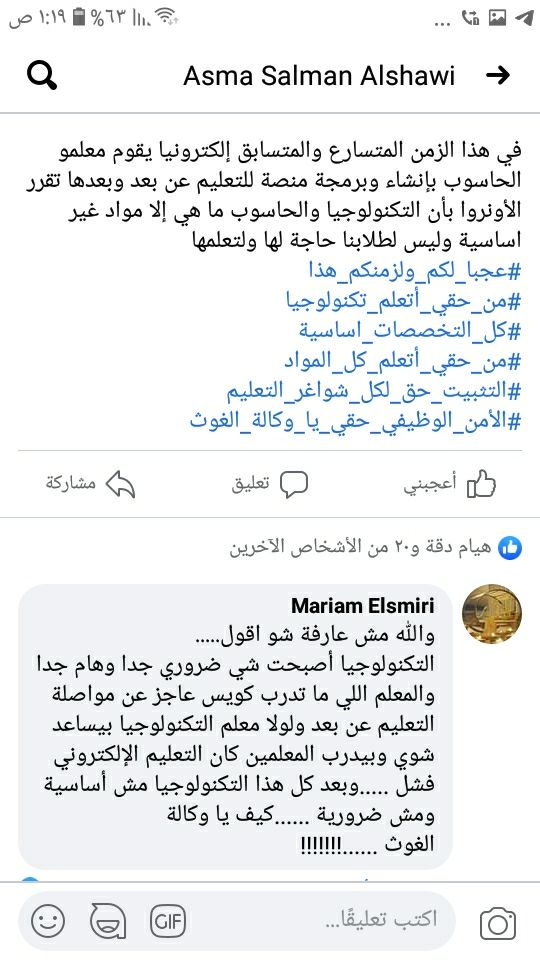 ١:١٩ ص
٦٣%
...
Asma Salman Alshawi
في هذا الزمن المتسارع والمتسابق إلكترونيا يقوم معلمو
الحاسوب بإنشاء وبرمجة منصة للتعليم عن بعد وبعدها تقرر
الأونروا بأن التكنولوجيا والحاسوب ما هي إلا مواد غير
اساسية وليس لطلابنا حاجة لها ولتعلمها
#عجبا_لكم_ولزمنكم_هذا
#من_حقي_أتعلم_تكنولوجيا
#كل_التخصصات_اساسية
#من_حقي_أتعلم_كل_المواد
#التثبيت_حق_لكل_شواغر_التعليم
#الأمن_الوظيفي_حقي_يا_وكالة_الغوث
أعجبني
تعليق
مشاركة
هيام دقة و٢٠ من الأشخاص الآخرين
Mariam Elsmiri
والله مش عارفة شو اقول.....
التكنولوجيا أصبحت شي ضروري جدا وهام جدا
والمعلم اللي ما تدرب كويس عاجز عن مواصلة
التعليم عن بعد ولولا معلم التكنولوجيا بيساعد
شوي وبيدرب المعلمين كان التعليم الإلكتروني
فشل .....وبعد كل هذا التكنولوجيا مش أساسية
ومش ضرورية ......كيف يا وكالة
الغوث ......!!!!!!!
اكتب تعليقًا...
GIF